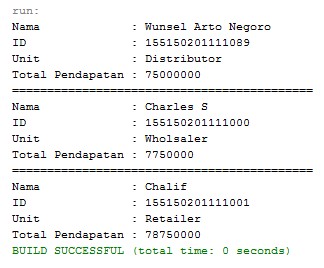 run:
Nama : Wunsel Arto Negoro
ID : 155150201111089
Unit : Distributor
Total Pendapatan : 75000000
===========================================
Nama : Charles S
ID : 155150201111000
Unit : Wholsaler
Total Pendapatan : 7750000
===========================================
Nama : Chalif
ID : 155150201111001
Unit : Retailer
Total Pendapatan : 78750000
BUILD SUCCESSFUL (total time: 0 seconds)